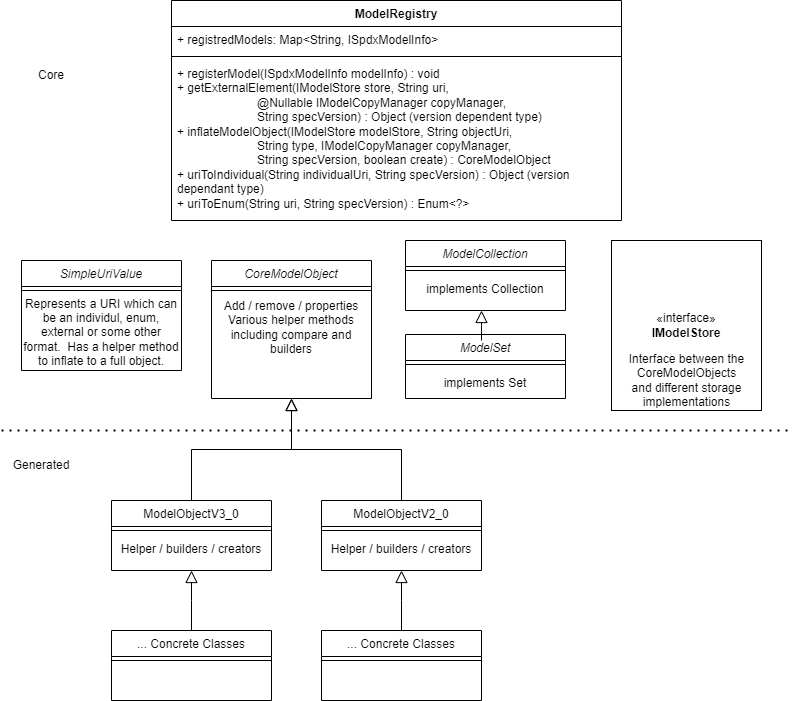 ModelRegistry
+ registredModels: Map<String, ISpdxModelInfo>
Core
+ registerModel(ISpdxModelInfo modelInfo) : void
+ getExternalElement(IModelStore store, String uri,
@Nullable IModelCopyManager copyManager,
String specVersion) : Object (version dependent type)
+ inflateModelObject(IModelStore modelStore, String objectUri,
String type, IModelCopyManager copyManager,
String specVersion, boolean create) : CoreModelObject
+ uriToIndividual(String individualUri, String specVersion) : Object (version
dependant type)
+ uriToEnum(String uri, String specVersion) : Enum<?>
SimpleUriValue
Represents a URI which can
be an individul, enum,
external or some other
format.  Has a helper method
to inflate to a full object.
CoreModelObject
Add / remove / properties
Various helper methods
including compare and
builders
ModelCollection
implements Collection
ModelSet
implements Set
«interface»
IModelStore
Interface between the
CoreModelObjects
and different storage
implementations
Generated
ModelObjectV3_0
Helper / builders / creators
ModelObjectV2_0
Helper / builders / creators
... Concrete Classes
... Concrete Classes